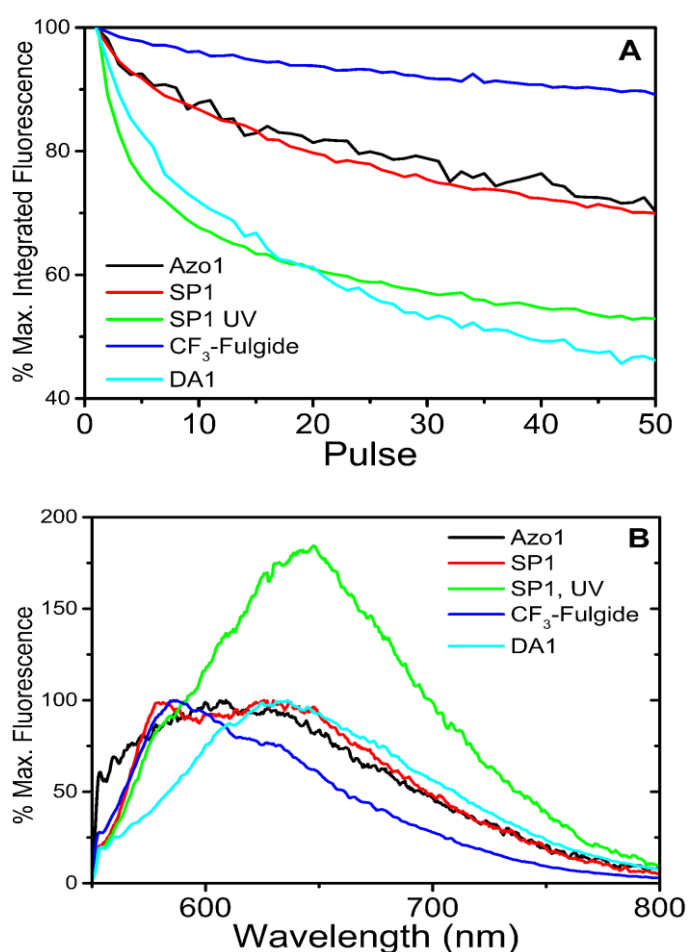 A
100
80
60
40
% Max. Integrated Fluorescence
Azo1
SP1
SP1 UV
CF₃-Fulgide
DA1
0 10 20 30 40 50
Pulse
B
200
150
100
50
0
% Max. Fluorescence
Azo1
SP1
SP1, UV
CF₃-Fulgide
DA1
600 700 800
Wavelength (nm)